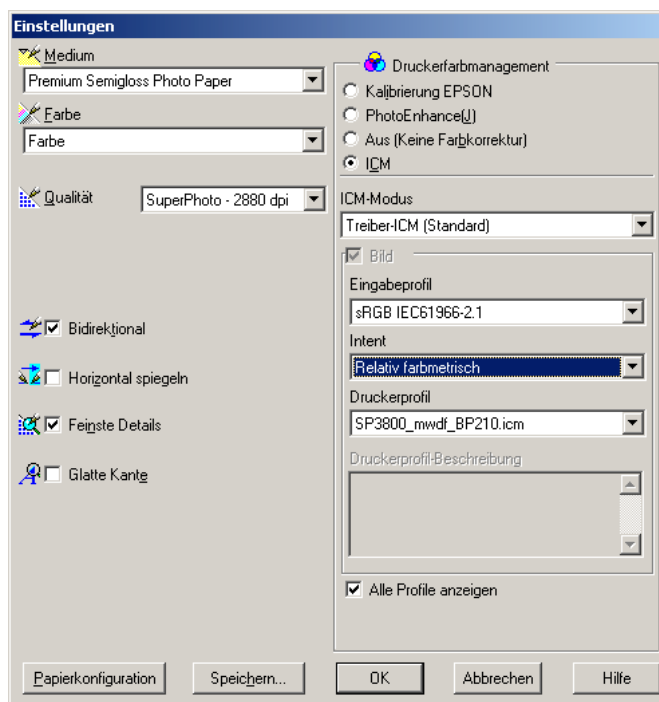 Einstellungen
Medium
Premium Semigloss Photo Paper
Farbe
Farbe
Qualität
SuperPhoto - 2880 dpi
Bidirektional
Horizontal spiegeln
Feinste Details
Glatte Kante
Druckerfarbmanagement
Kalibrierung EPSON
PhotoEnhance(J)
Aus (Keine Farbkorrektur)
ICM
ICM-Modus
Treiber-ICM (Standard)
Bild
Eingabeprofil
sRGB IEC61966-2.1
Intent
Relativ farbmetrisch
Druckerprofil
SP3800_mwdf_BP210.icm
Druckerprofil-Beschreibung
Alle Profile anzeigen
Papierkonfiguration
Speichern...
OK
Abbrechen
Hilfe